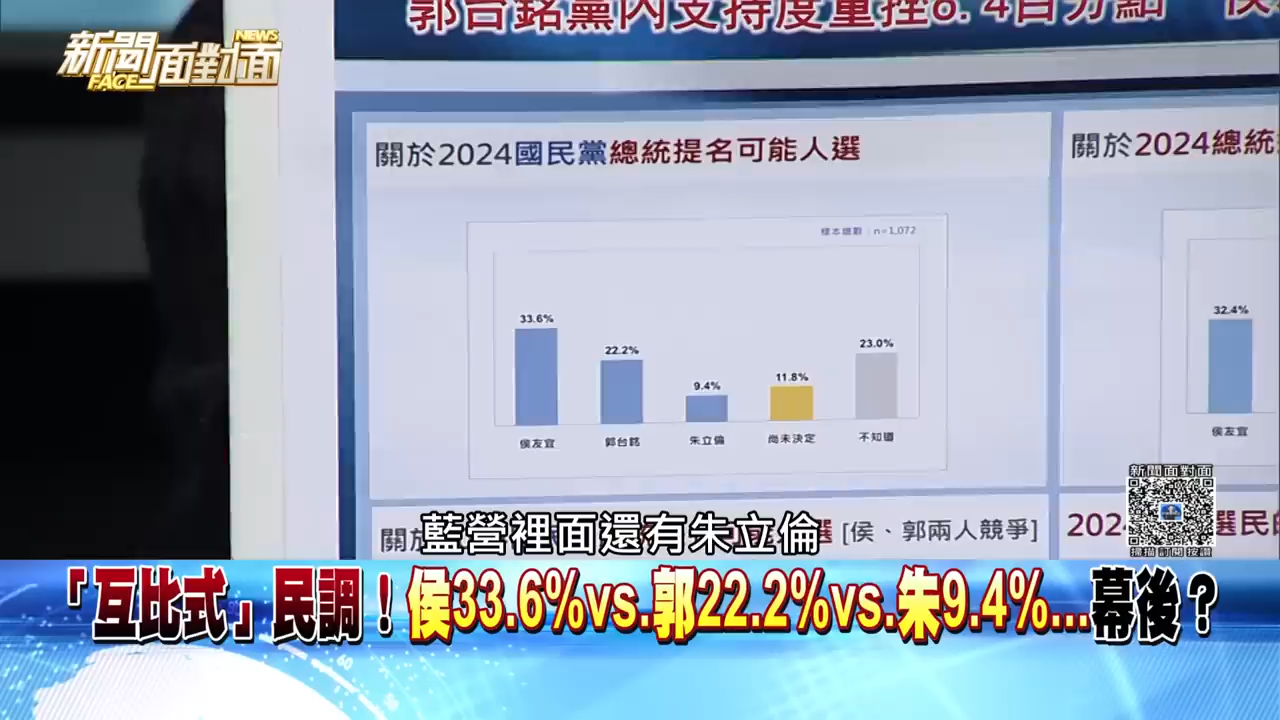 郭台銘黨內支持度重挫8.4百分點
新聞面對面
NEWS
FACE
關於2024國民黨總統提名可能人選
關於2024總統
樣本總數：n=1,072
33.6%
22.2%
9.4%
11.8%
23.0%
侯友宜
郭台銘
朱立倫
尚未決定
不知道
32.4%
侯友宜
新聞面對面
掃描 訂閱 按讚
選 [侯、郭兩人競爭]
藍營裡面還有朱立倫
「互比式」民調！侯33.6%vs.郭22.2%vs.朱9.4%...幕後？